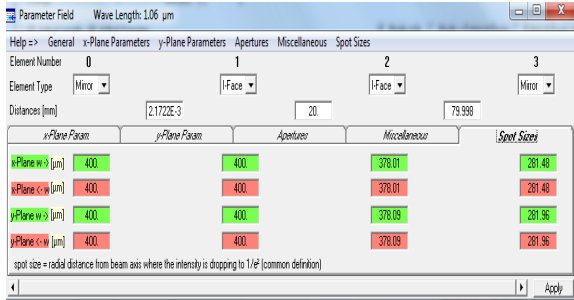 Parameter Field Wave Length: 1.06 µm
Help => General x-Plane Parameters y-Plane Parameters Apertures Miscellaneous Spot Sizes
Element Number 0 1 2 3
Element Type Mirror I-Face I-Face Mirror
Distances [mm] 2.1722E-3 20. 79.998
x-Plane Param. y-Plane Param. Apertures Miscellaneous Spot Sizes
x-Plane w -> [µm] 400. 400. 378.01 281.48
x-Plane <- w [µm] 400. 400. 378.01 281.48
y-Plane w -> [µm] 400. 400. 378.09 281.96
y-Plane <- w [µm] 400. 400. 378.09 281.96
spot size = radial distance from beam axis where the intensity is dropping to 1/e² (common definition)
Apply